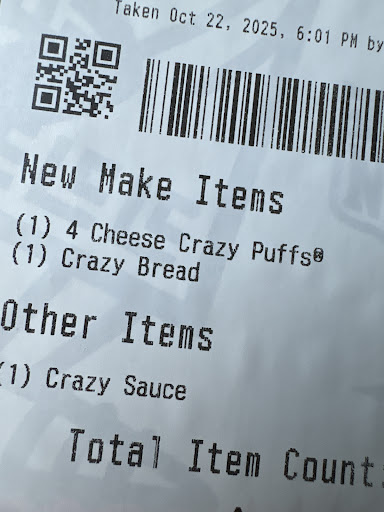 Taken Oct 22, 2025, 6:01 PM by
New Make Items
(1) 4 Cheese Crazy Puffs®
(1) Crazy Bread
Other Items
(1) Crazy Sauce
Total Item Count: